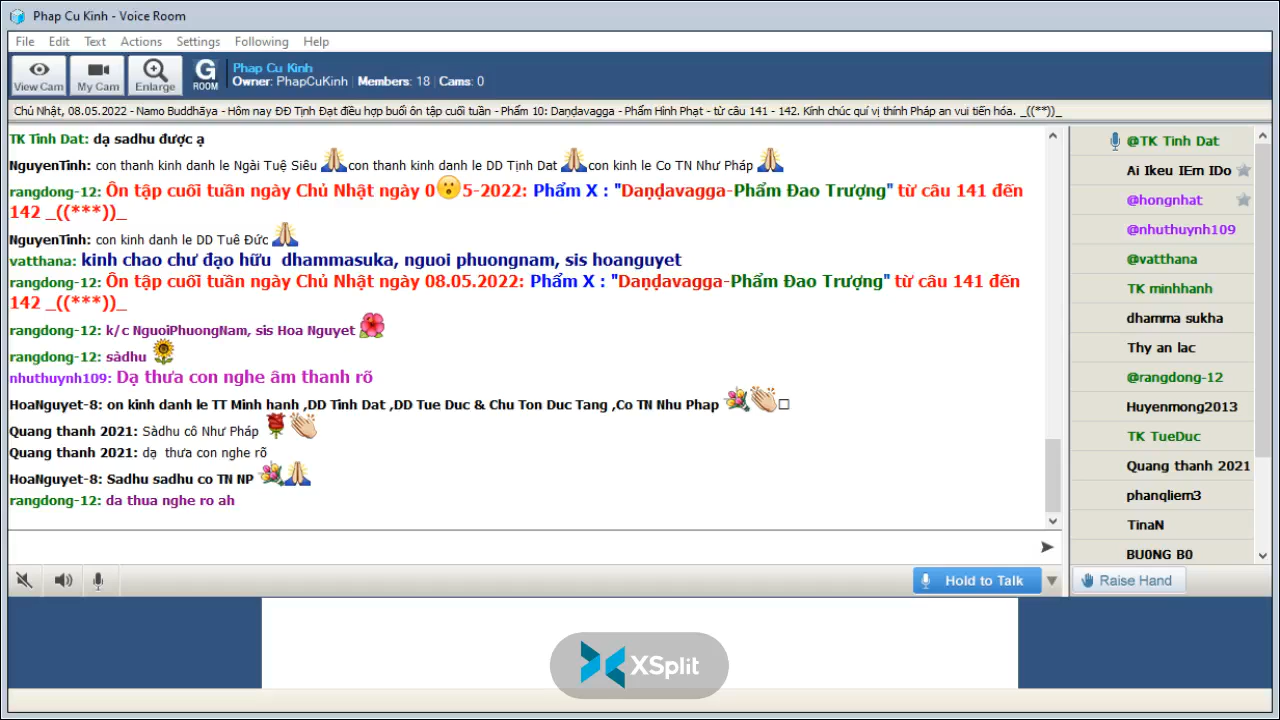 Phap Cu Kinh - Voice Room
File Edit Text Actions Settings Following Help
View Cam My Cam Enlarge G ROOM
Phap Cu Kinh
Owner: PhapCuKinh | Members: 18 | Cams: 0
Chủ Nhật, 08.05.2022 - Namo Buddhāya - Hôm nay ĐĐ Tịnh Đạt điều hợp buổi ôn tập cuối tuần - Phẩm 10: Daṇḍavagga - Phẩm Hình Phạt - từ câu 141 - 142. Kính chúc quí vị thính Pháp an vui tiến hóa. _((**))_
TK Tinh Dat: dạ sadhu được ạ
NguyenTinh: con thanh kinh danh le Ngài Tuệ Siêu 🙏con thanh kinh danh le DD Tịnh Dat 🙏con kinh le Co TN Như Pháp 🙏
rangdong-12: Ôn tập cuối tuần ngày Chủ Nhật ngày 0😮5-2022: Phẩm X : "Daṇḍavagga-Phẩm Đao Trượng" từ câu 141 đến
142 _((***))_
NguyenTinh: con kinh danh le DD Tuê Đức 🙏
vatthana: kinh chao chư đạo hữu dhammasuka, nguoi phuongnam, sis hoanguyet
rangdong-12: Ôn tập cuối tuần ngày Chủ Nhật ngày 08.05.2022: Phẩm X : "Daṇḍavagga-Phẩm Đao Trượng" từ câu 141 đến
142 _((***))_
rangdong-12: k/c NguoiPhuongNam, sis Hoa Nguyet 🌺
rangdong-12: sàdhu 🌻
nhuthuynh109: Dạ thưa con nghe âm thanh rõ
HoaNguyet-8: on kinh danh le TT Minh hanh ,DD Tinh Dat ,DD Tue Duc & Chu Ton Duc Tang ,Co TN Nhu Phap 💐👏□
Quang thanh 2021: Sàdhu cô Như Pháp 🌹👏
Quang thanh 2021: dạ thưa con nghe rõ
HoaNguyet-8: Sadhu sadhu co TN NP 💐🙏
rangdong-12: da thua nghe ro ah
Hold to Talk
@TK Tinh Dat
Ai Ikeu IEm IDo
@hongnhat
@nhuthuynh109
@vatthana
TK minhhanh
dhamma sukha
Thy an lac
@rangdong-12
Huyenmong2013
TK TueDuc
Quang thanh 2021
phanqliem3
TinaN
BU0NG B0
Raise Hand
XSplit